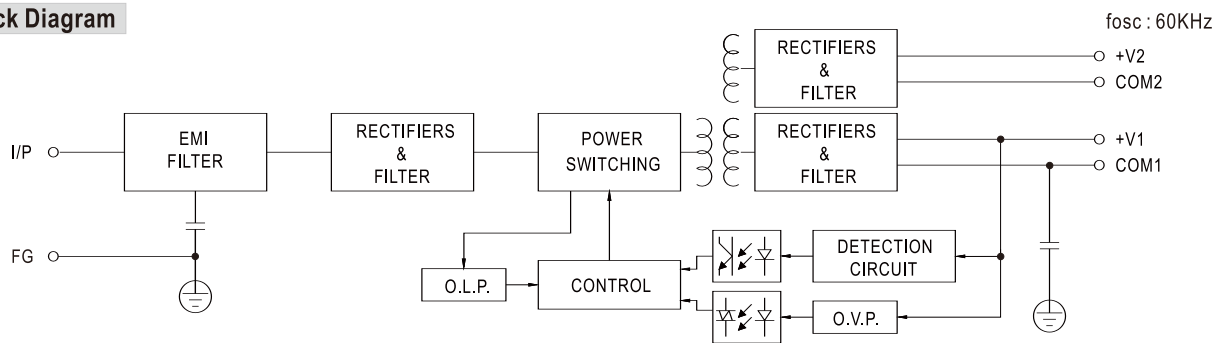 ck Diagram
fosc : 60KHz
RECTIFIERS
&
FILTER
+V2
COM2
I/P
EMI
FILTER
RECTIFIERS
&
FILTER
POWER
SWITCHING
RECTIFIERS
&
FILTER
+V1
COM1
FG
O.L.P.
CONTROL
DETECTION
CIRCUIT
O.V.P.